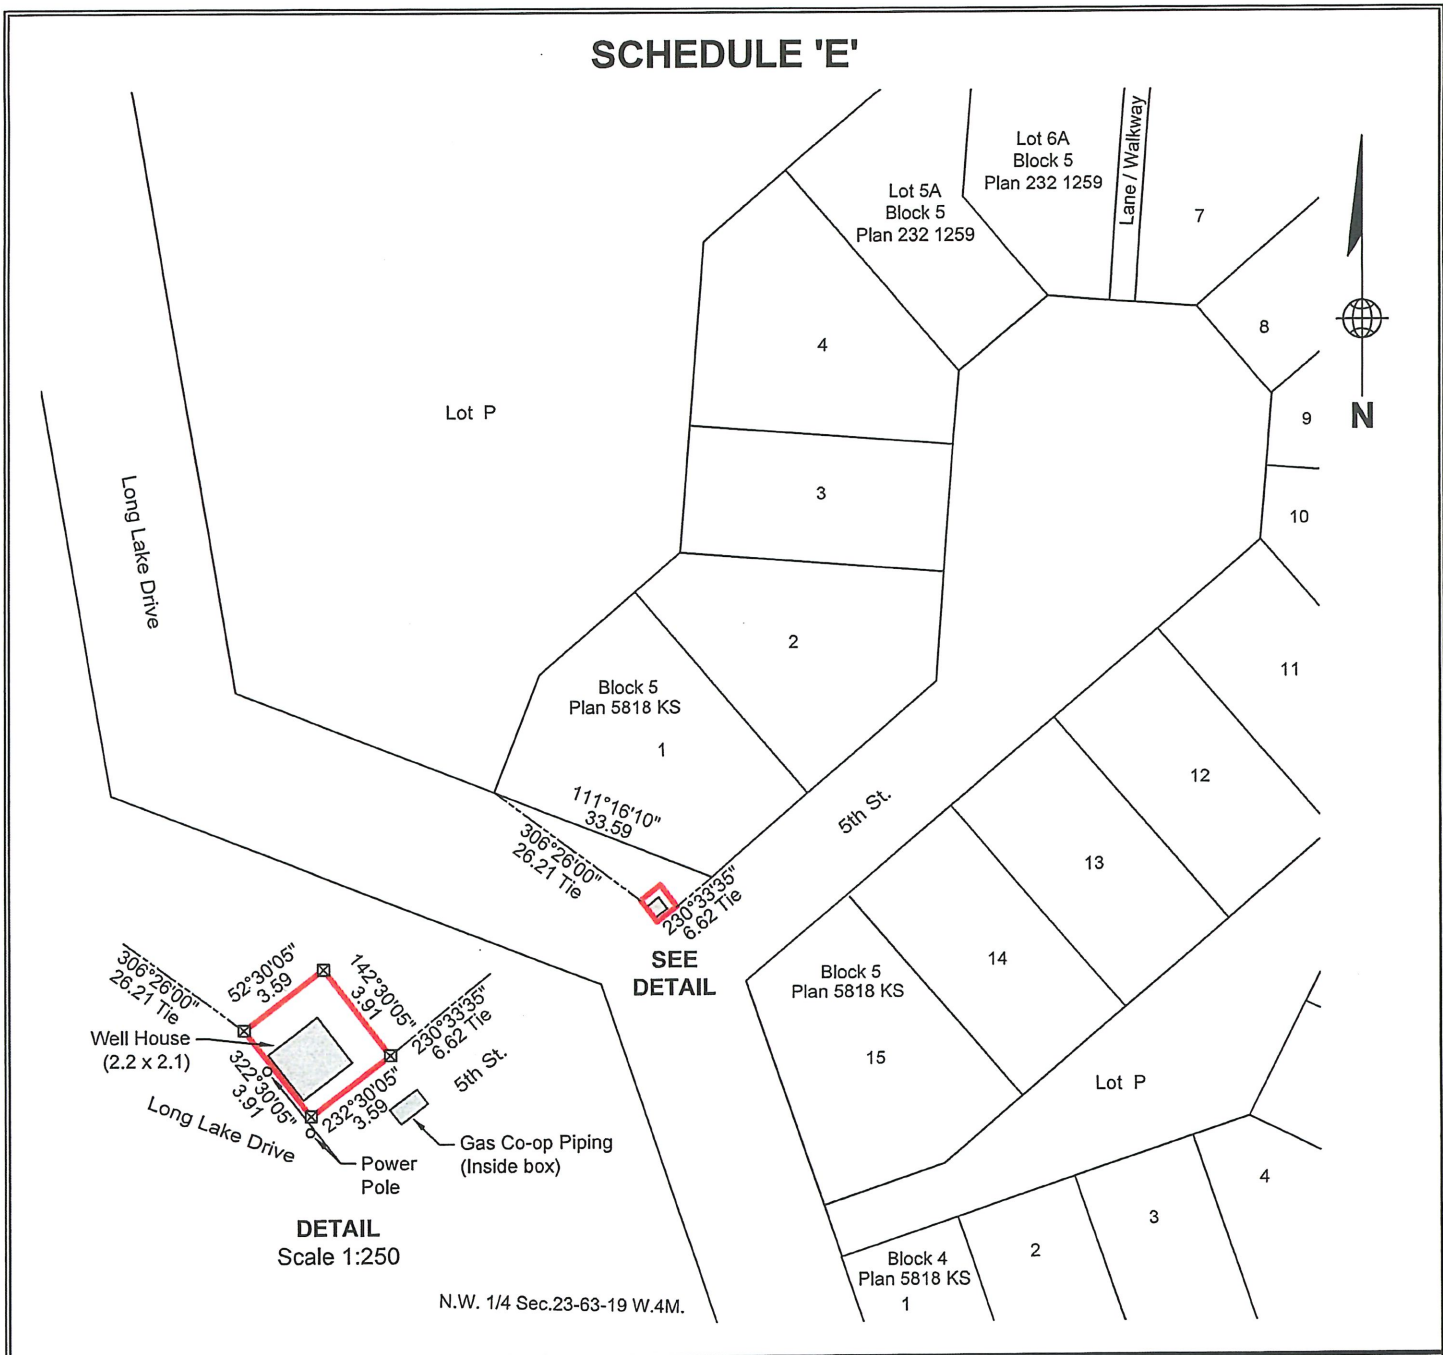 SCHEDULE 'E'
Lot 6A
Block 5
Plan 232 1259
Lane / Walkway
Lot 5A
Block 5
Plan 232 1259
7
8
4
9
N
Lot P
3
10
Long Lake Drive
2
11
Block 5
Plan 5818 KS
1
12
111°16'10"
33.59
5th St.
306°26'00"
26.21 Tie
13
230°33'35"
6.62 Tie
SEE
DETAIL
14
Block 5
Plan 5818 KS
15
306°26'00"
26.21 Tie
52°30'05"
3.59
142°30'05"
3.91
230°33'35"
6.62 Tie
Well House
(2.2 x 2.1)
5th St.
322°30'05"
3.91
232°30'05"
3.59
Long Lake Drive
Gas Co-op Piping
(Inside box)
Power
Pole
Lot P
DETAIL
Scale 1:250
4
3
2
Block 4
Plan 5818 KS
1
N.W. 1/4 Sec.23-63-19 W.4M.